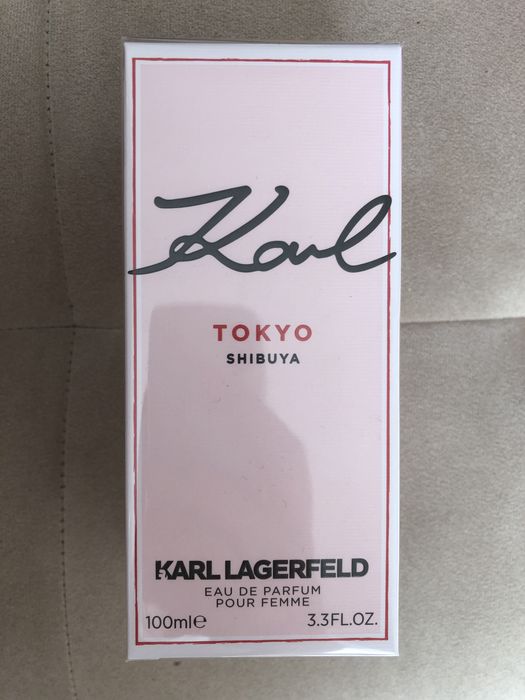 Karl
TOKYO
SHIBUYA
KARL LAGERFELD
EAU DE PARFUM
POUR FEMME
100ml℮ 3.3FL.OZ.